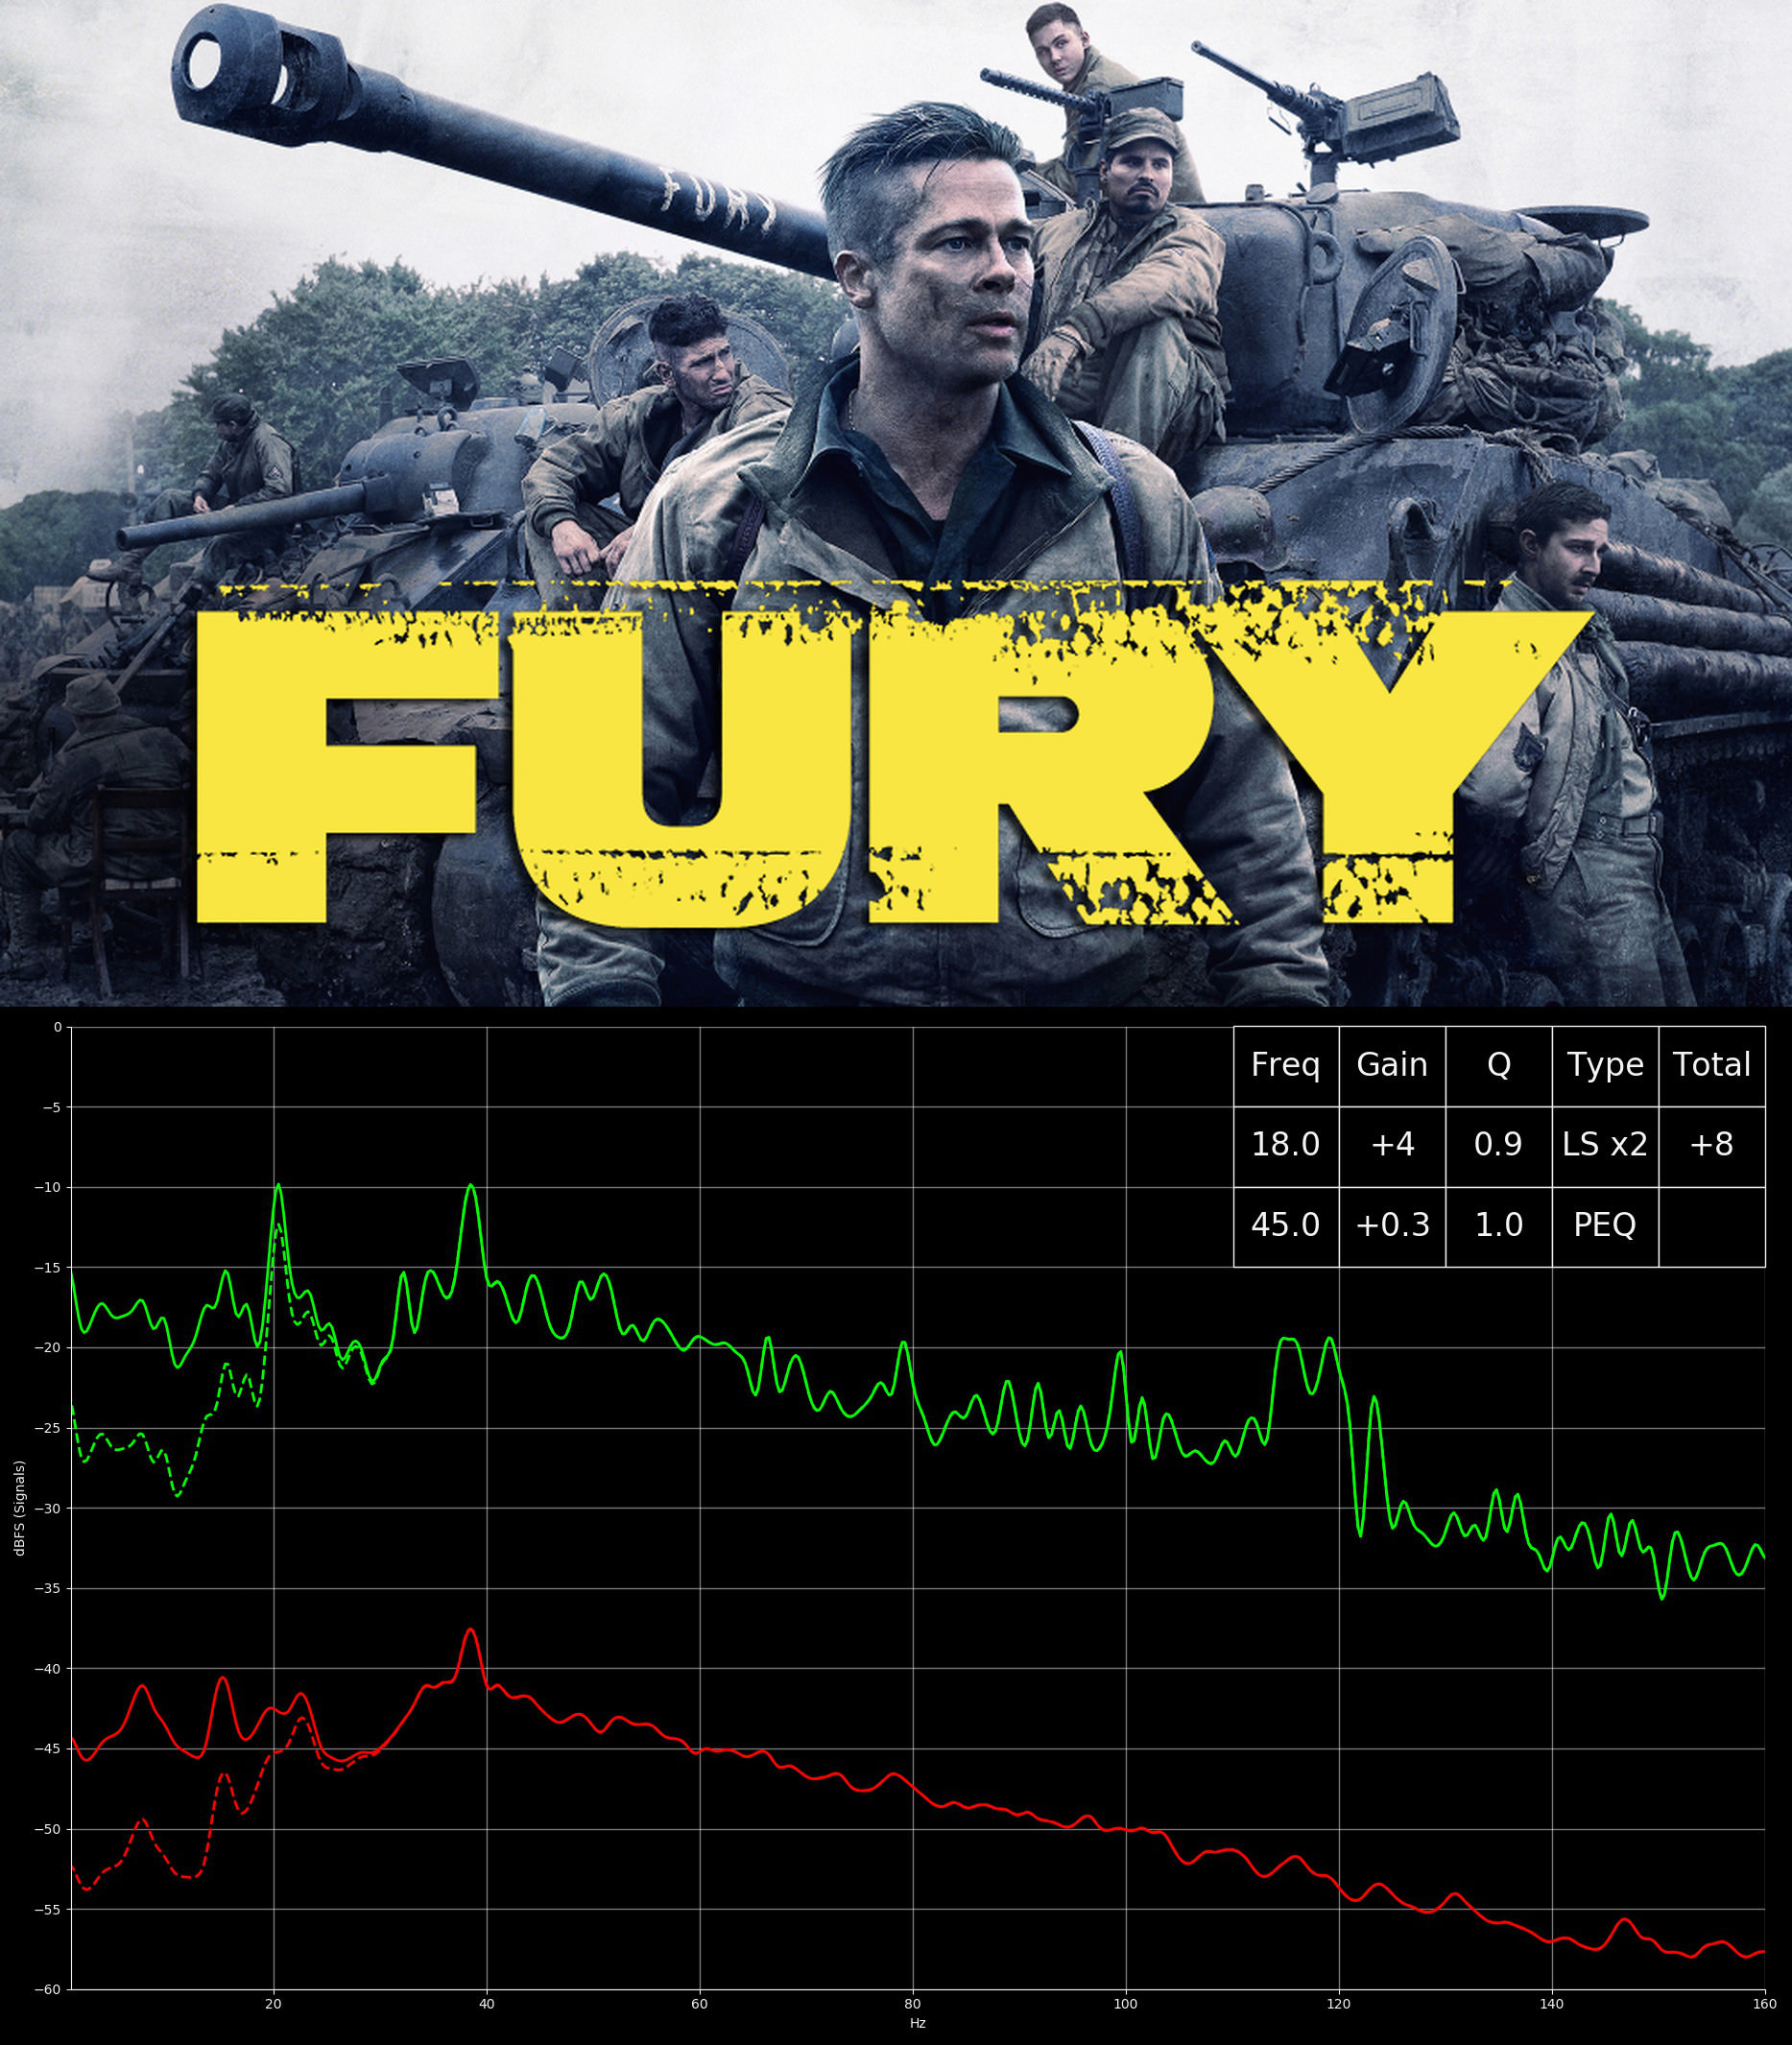 FURY
FURY
Freq Gain Q Type Total
18.0 +4 0.9 LS x2 +8
45.0 +0.3 1.0 PEQ
0
−5
−10
−15
−20
−25
−30
−35
−40
−45
−50
−55
−60
dBFS (Signals)
20 40 60 80 100 120 140 160
Hz